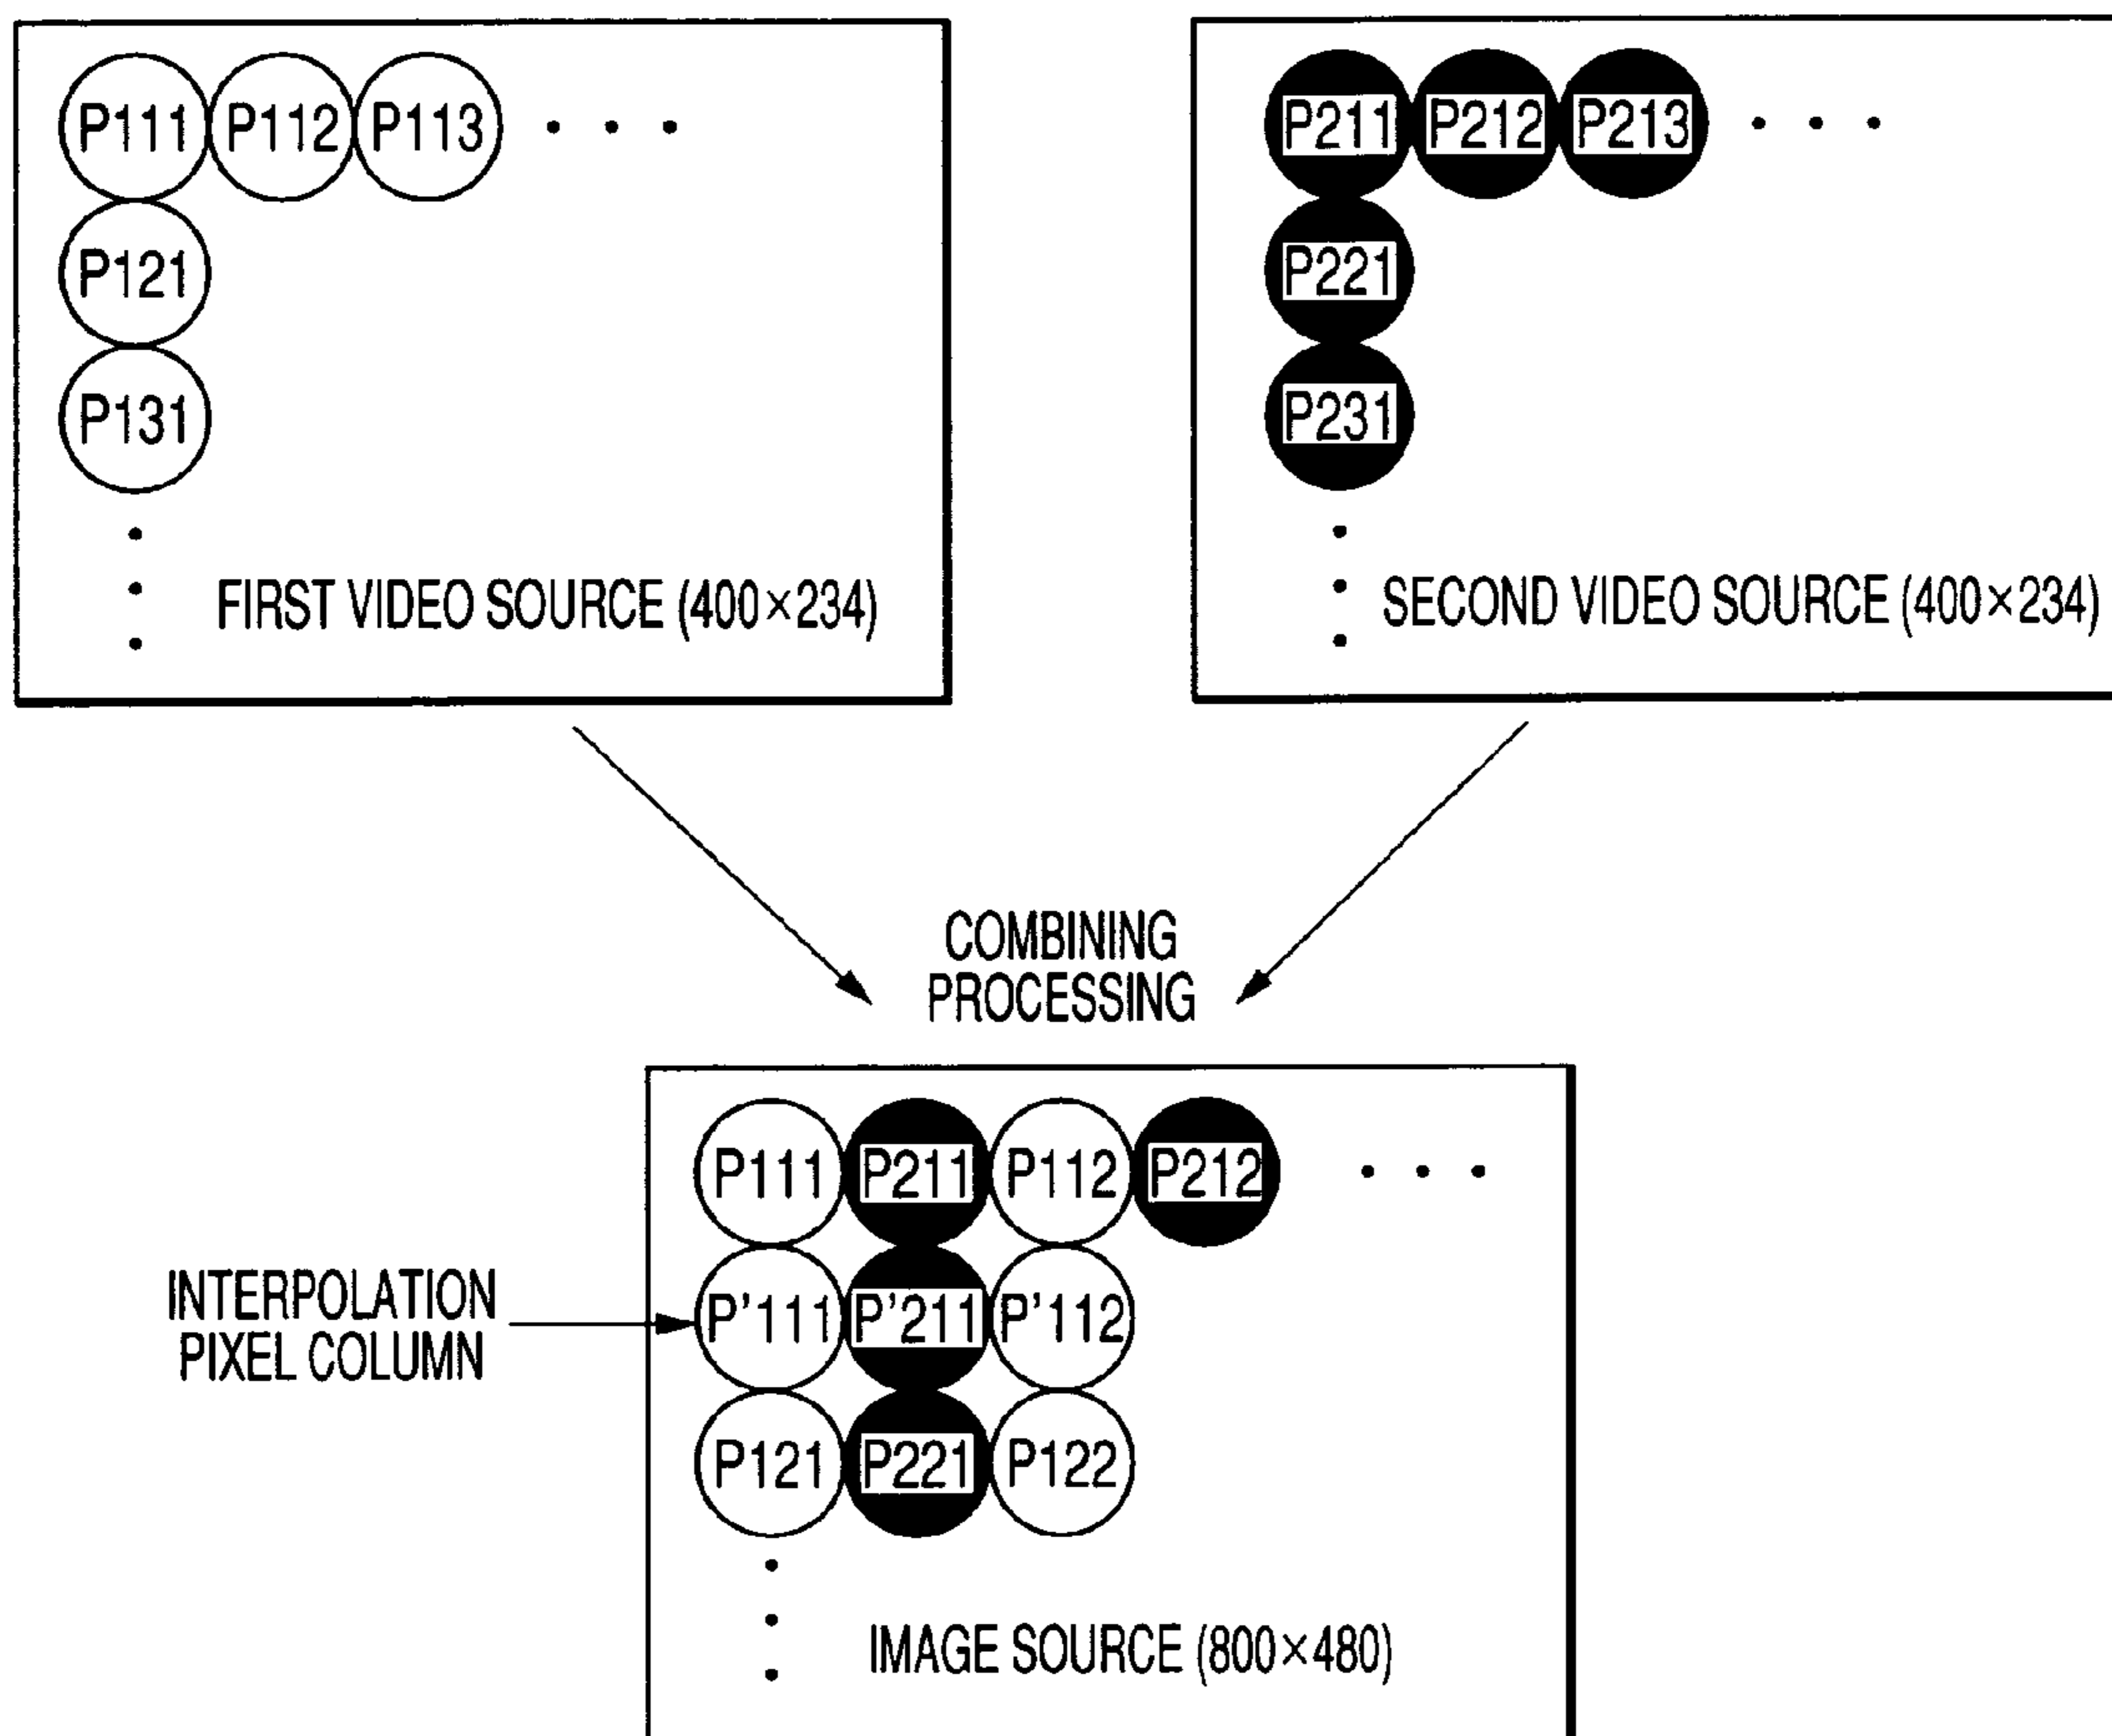 P111 P112 P113 . . .
P121
P131
FIRST VIDEO SOURCE (400×234)
P211 P212 P213 . . .
P221
P231
SECOND VIDEO SOURCE (400×234)
COMBINING
PROCESSING
P111 P211 P112 P212 . . .
INTERPOLATION
PIXEL COLUMN
P'111 P'211 P'112
P121 P221 P122
IMAGE SOURCE (800×480)